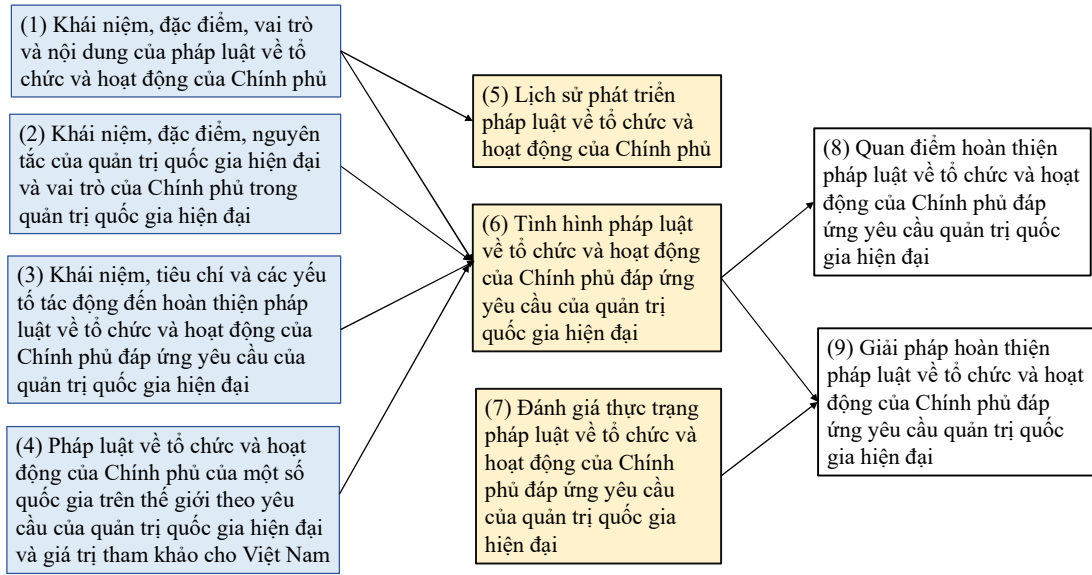 (1) Khái niệm, đặc điểm, vai trò
và nội dung của pháp luật về tổ
chức và hoạt động của Chính phủ
(2) Khái niệm, đặc điểm, nguyên
tắc của quản trị quốc gia hiện đại
và vai trò của Chính phủ trong
quản trị quốc gia hiện đại
(3) Khái niệm, tiêu chí và các yếu
tố tác động đến hoàn thiện pháp
luật về tổ chức và hoạt động của
Chính phủ đáp ứng yêu cầu của
quản trị quốc gia hiện đại
(4) Pháp luật về tổ chức và hoạt
động của Chính phủ của một số
quốc gia trên thế giới theo yêu
cầu của quản trị quốc gia hiện đại
và giá trị tham khảo cho Việt Nam
(5) Lịch sử phát triển
pháp luật về tổ chức và
hoạt động của Chính phủ
(6) Tình hình pháp luật
về tổ chức và hoạt động
của Chính phủ đáp ứng
yêu cầu của quản trị
quốc gia hiện đại
(7) Đánh giá thực trạng
pháp luật về tổ chức và
hoạt động của Chính
phủ đáp ứng yêu cầu
của quản trị quốc gia
hiện đại
(8) Quan điểm hoàn thiện
pháp luật về tổ chức và hoạt
động của Chính phủ đáp
ứng yêu cầu quản trị quốc
gia hiện đại
(9) Giải pháp hoàn thiện
pháp luật về tổ chức và hoạt
động của Chính phủ đáp
ứng yêu cầu quản trị quốc
gia hiện đại